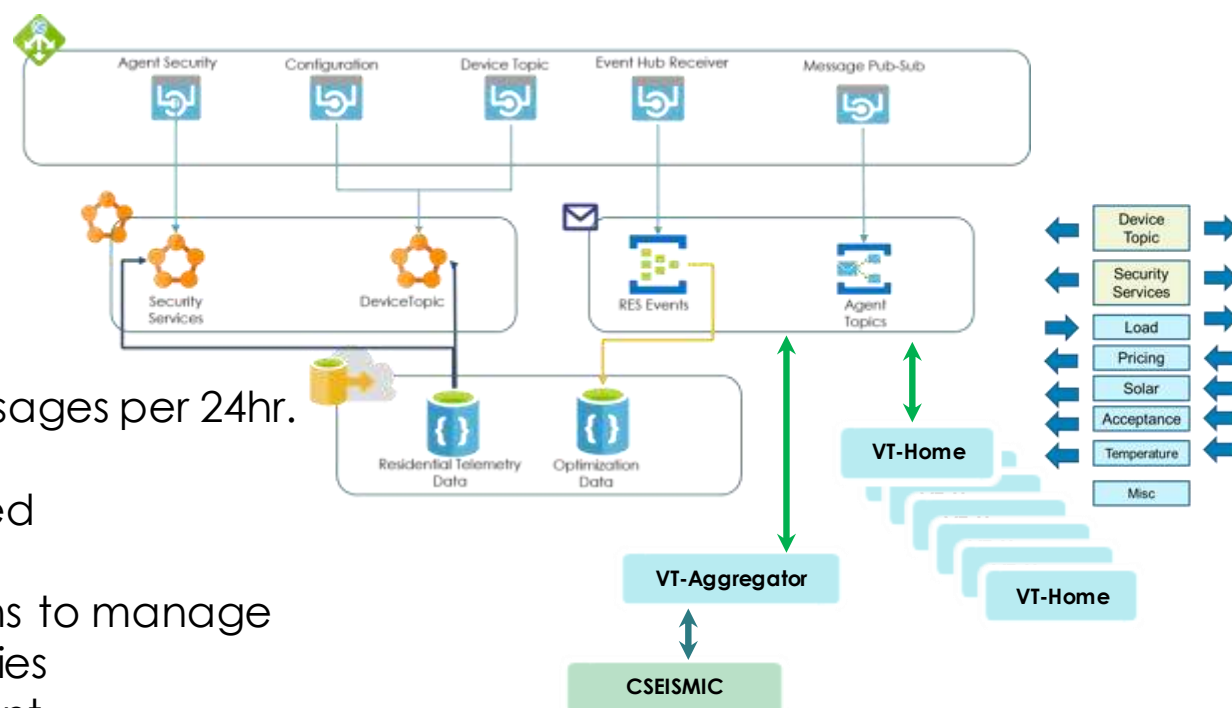 Agent Security
Configuration
Device Topic
Event Hub Receiver
Message Pub-Sub
Security
Services
DeviceTopic
RES Events
Agent
Topics
Residential Telemetry
Data
Optimization
Data
Device
Topic
Security
Services
Load
Pricing
Solar
Acceptance
Temperature
Misc
sages per 24hr.
ed
ns to manage
ies
VT-Home
VT-Home
VT-Aggregator
CSEISMIC